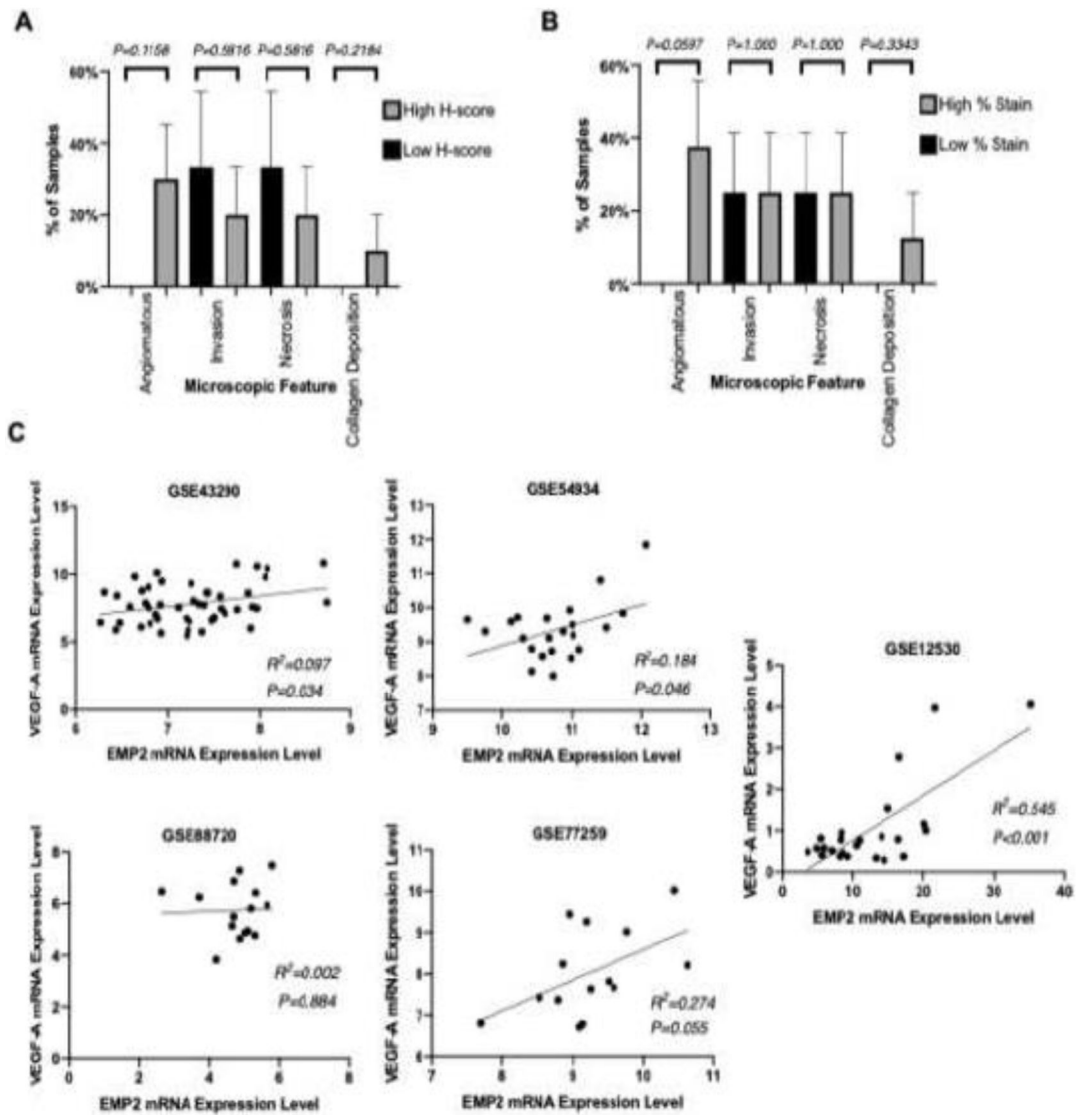 A
P=0.1158 P=0.5816 P=0.5816 P=0.2184
60%
40%
20%
0%
% of Samples
High H-score
Low H-score
Angiomatous
Invasion
Necrosis
Collagen Deposition
Microscopic Feature
B
P=0.0597 P=1.000 P=1.000 P=0.3343
60%
40%
20%
0%
% of Samples
High % Stain
Low % Stain
Angiomatous
Invasion
Necrosis
Collagen Deposition
Microscopic Feature
C
GSE43290
VEGF-A mRNA Expression Level
15
10
5
0
6 7 8 9
R²=0.097
P=0.034
EMP2 mRNA Expression Level
GSE54934
VEGF-A mRNA Expression Level
13
12
11
10
9
8
7
9 10 11 12 13
R²=0.184
P=0.046
EMP2 mRNA Expression Level
GSE12530
VEGF-A mRNA Expression Level
5
4
3
2
1
0
0 10 20 30 40
R²=0.545
P<0.001
EMP2 mRNA Expression Level
GSE88720
VEGF-A mRNA Expression Level
8
6
4
2
0
0 2 4 6 8
R²=0.002
P=0.884
EMP2 mRNA Expression Level
GSE77259
VEGF-A mRNA Expression Level
11
10
9
8
7
6
7 8 9 10 11
R²=0.274
P=0.055
EMP2 mRNA Expression Level